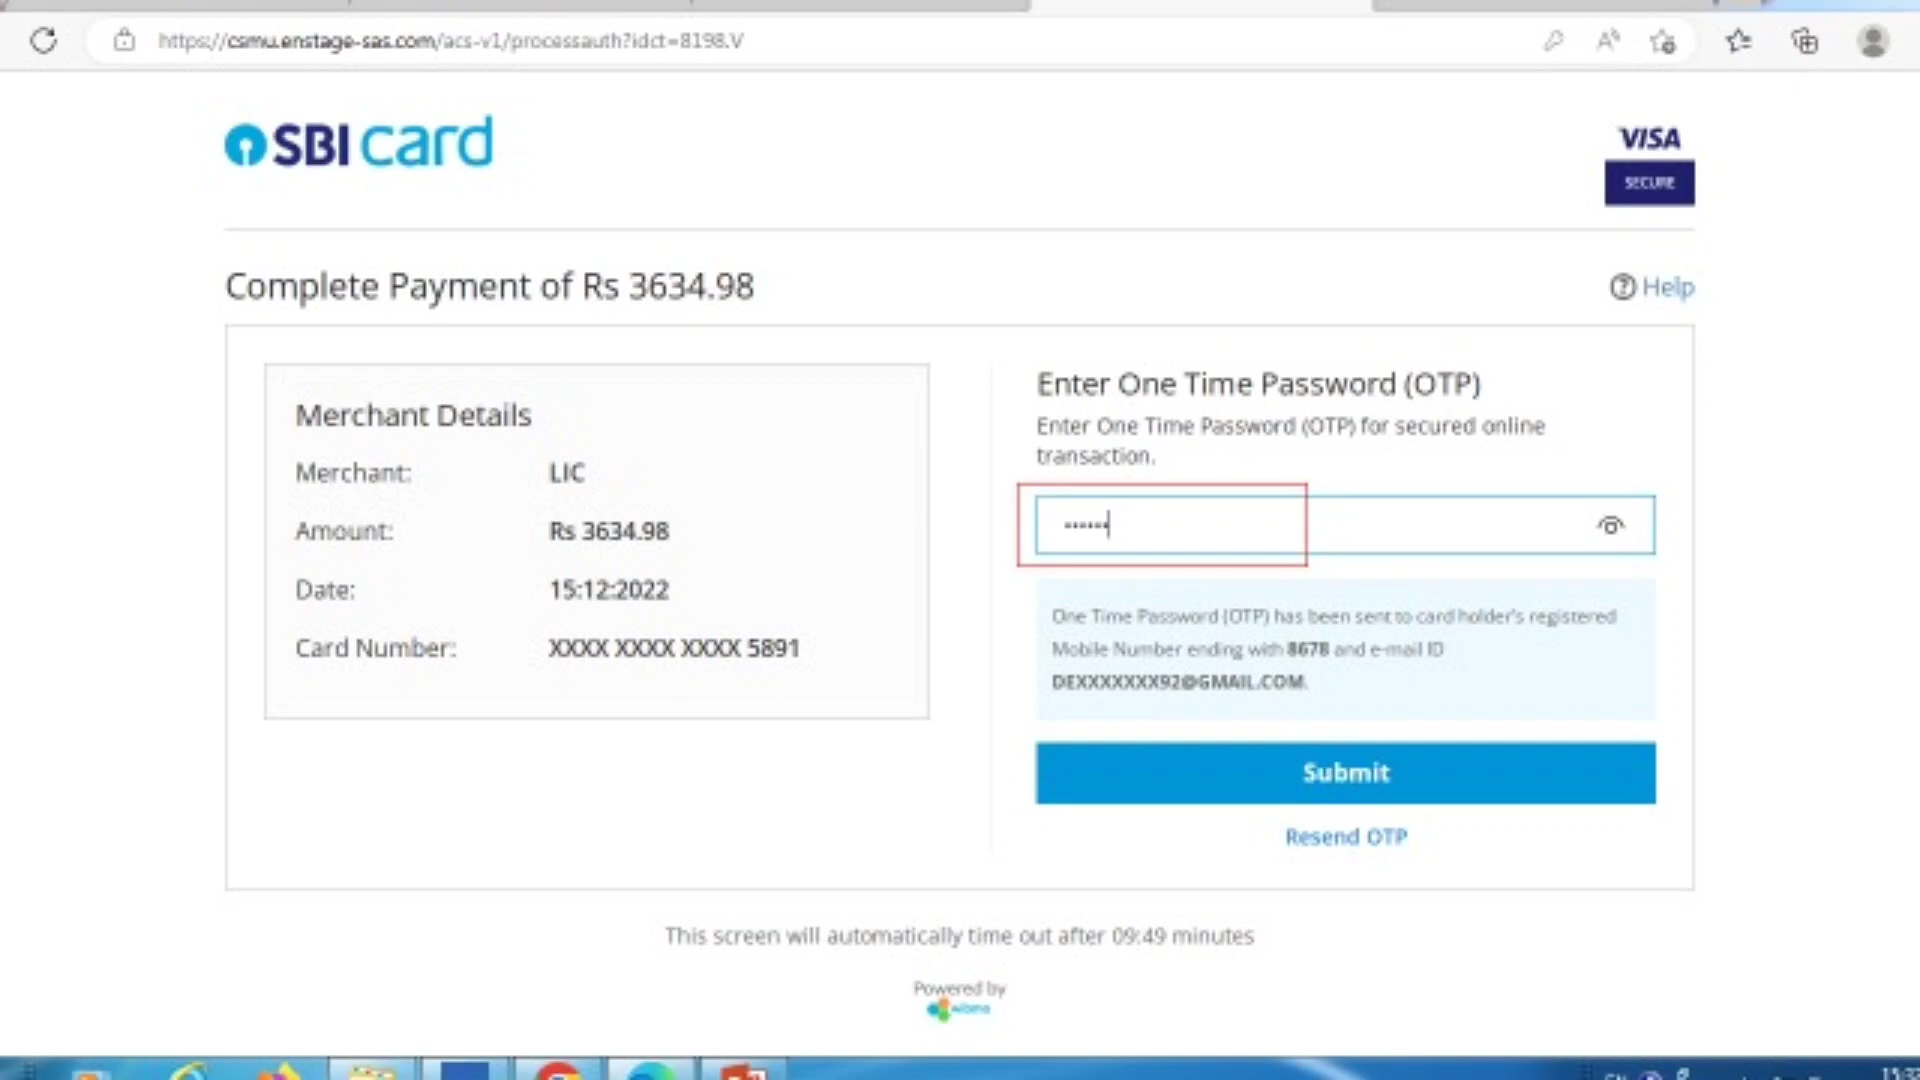 https://csmu.enstage-sas.com/acs-v1/processauth?idct=8198.V
SBI card
VISA
SECURE
Complete Payment of Rs 3634.98
Help
Merchant Details
Merchant: LIC
Amount: Rs 3634.98
Date: 15:12:2022
Card Number: XXXX XXXX XXXX 5891
Enter One Time Password (OTP)
Enter One Time Password (OTP) for secured online
transaction.
One Time Password (OTP) has been sent to card holder's registered
Mobile Number ending with 8678 and e-mail ID
DEXXXXXXX92@GMAIL.COM.
Submit
Resend OTP
This screen will automatically time out after 09:49 minutes
Powered by
wibmo